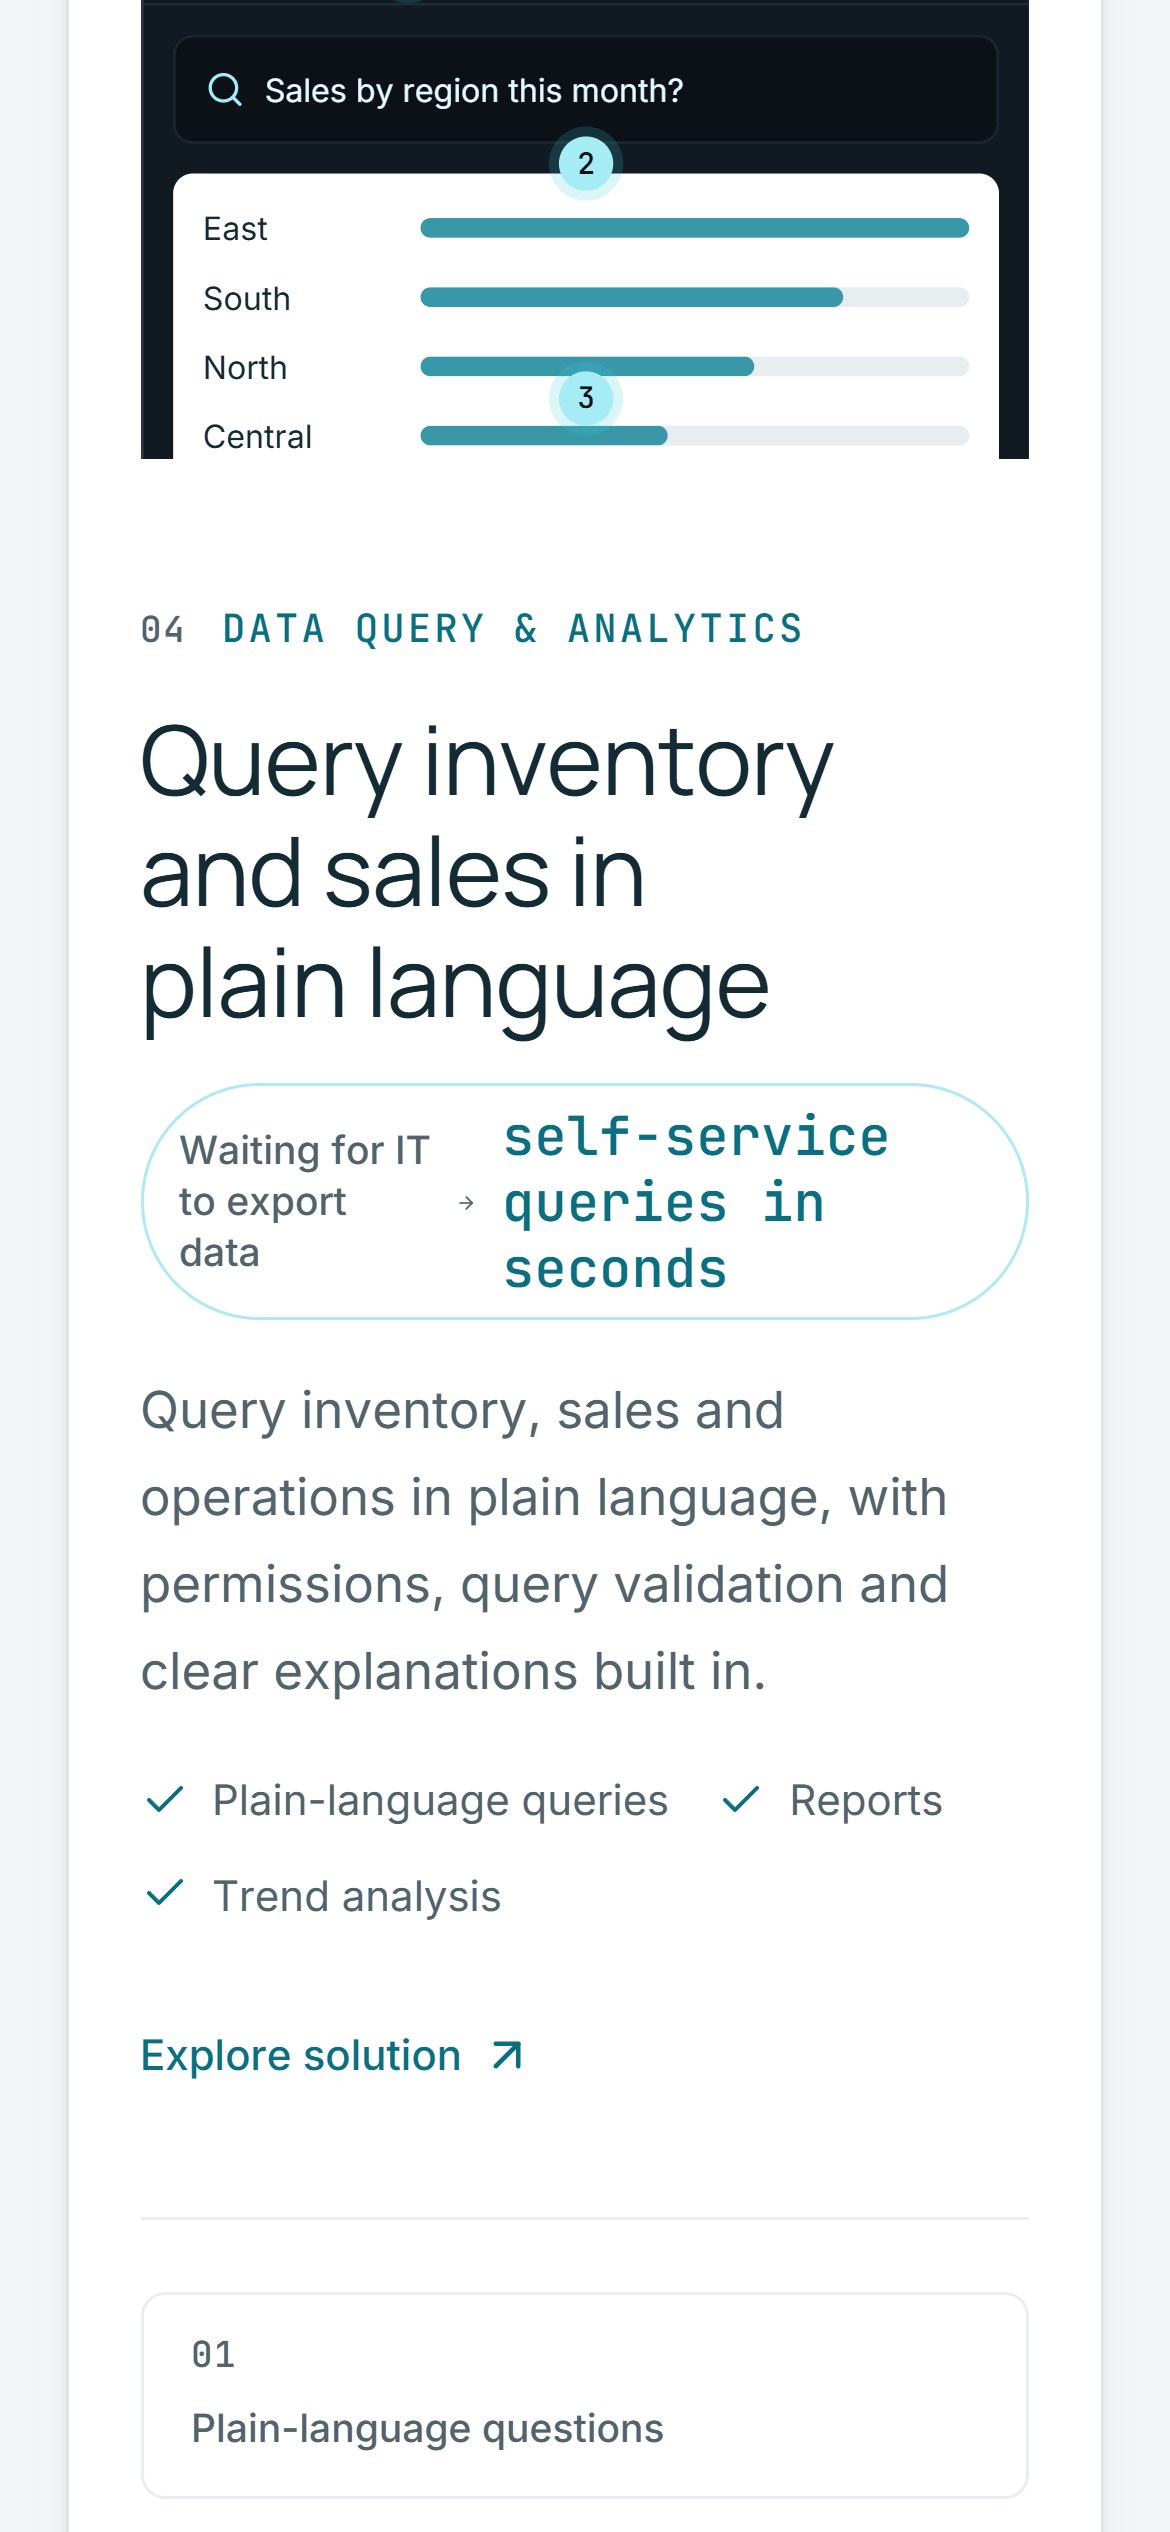 Sales by region this month?
2
East
South
North
3
Central
04 DATA QUERY & ANALYTICS
Query inventory
and sales in
plain language
Waiting for IT
to export
data
→
self-service
queries in
seconds
Query inventory, sales and
operations in plain language, with
permissions, query validation and
clear explanations built in.
Plain-language queries
Reports
Trend analysis
Explore solution
01
Plain-language questions